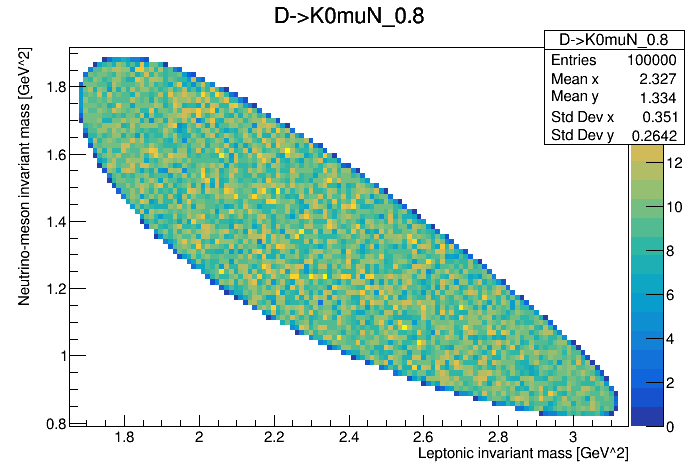 D->K0muN_0.8
D->K0muN_0.8
Entries 100000
Mean x 2.327
Mean y 1.334
Std Dev x 0.351
Std Dev y 0.2642
Neutrino-meson invariant mass [GeV^2]
1.8
1.6
1.4
1.2
1
0.8
12
10
8
6
4
2
0
1.8 2 2.2 2.4 2.6 2.8 3
Leptonic invariant mass [GeV^2]